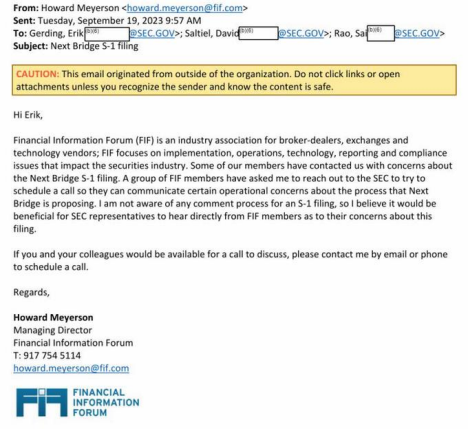 From: Howard Meyerson <howard.meyerson@fif.com>
Sent: Tuesday, September 19, 2023 9:57 AM
To: Gerding, Erik (b)(6) @SEC.GOV>; Saltiel, David (b)(6) @SEC.GOV>; Rao, Sai (b)(6) @SEC.GOV>
Subject: Next Bridge S-1 filing
CAUTION: This email originated from outside of the organization. Do not click links or open
attachments unless you recognize the sender and know the content is safe.
Hi Erik,
Financial Information Forum (FIF) is an industry association for broker-dealers, exchanges and
technology vendors; FIF focuses on implementation, operations, technology, reporting and compliance
issues that impact the securities industry. Some of our members have contacted us with concerns about
the Next Bridge S-1 filing. A group of FIF members have asked me to reach out to the SEC to try to
schedule a call so they can communicate certain operational concerns about the process that Next
Bridge is proposing. I am not aware of any comment process for an S-1 filing, so I believe it would be
beneficial for SEC representatives to hear directly from FIF members as to their concerns about this
filing.
If you and your colleagues would be available for a call to discuss, please contact me by email or phone
to schedule a call.
Regards,
Howard Meyerson
Managing Director
Financial Information Forum
T: 917 754 5114
howard.meyerson@fif.com
FIF FINANCIAL
INFORMATION
FORUM